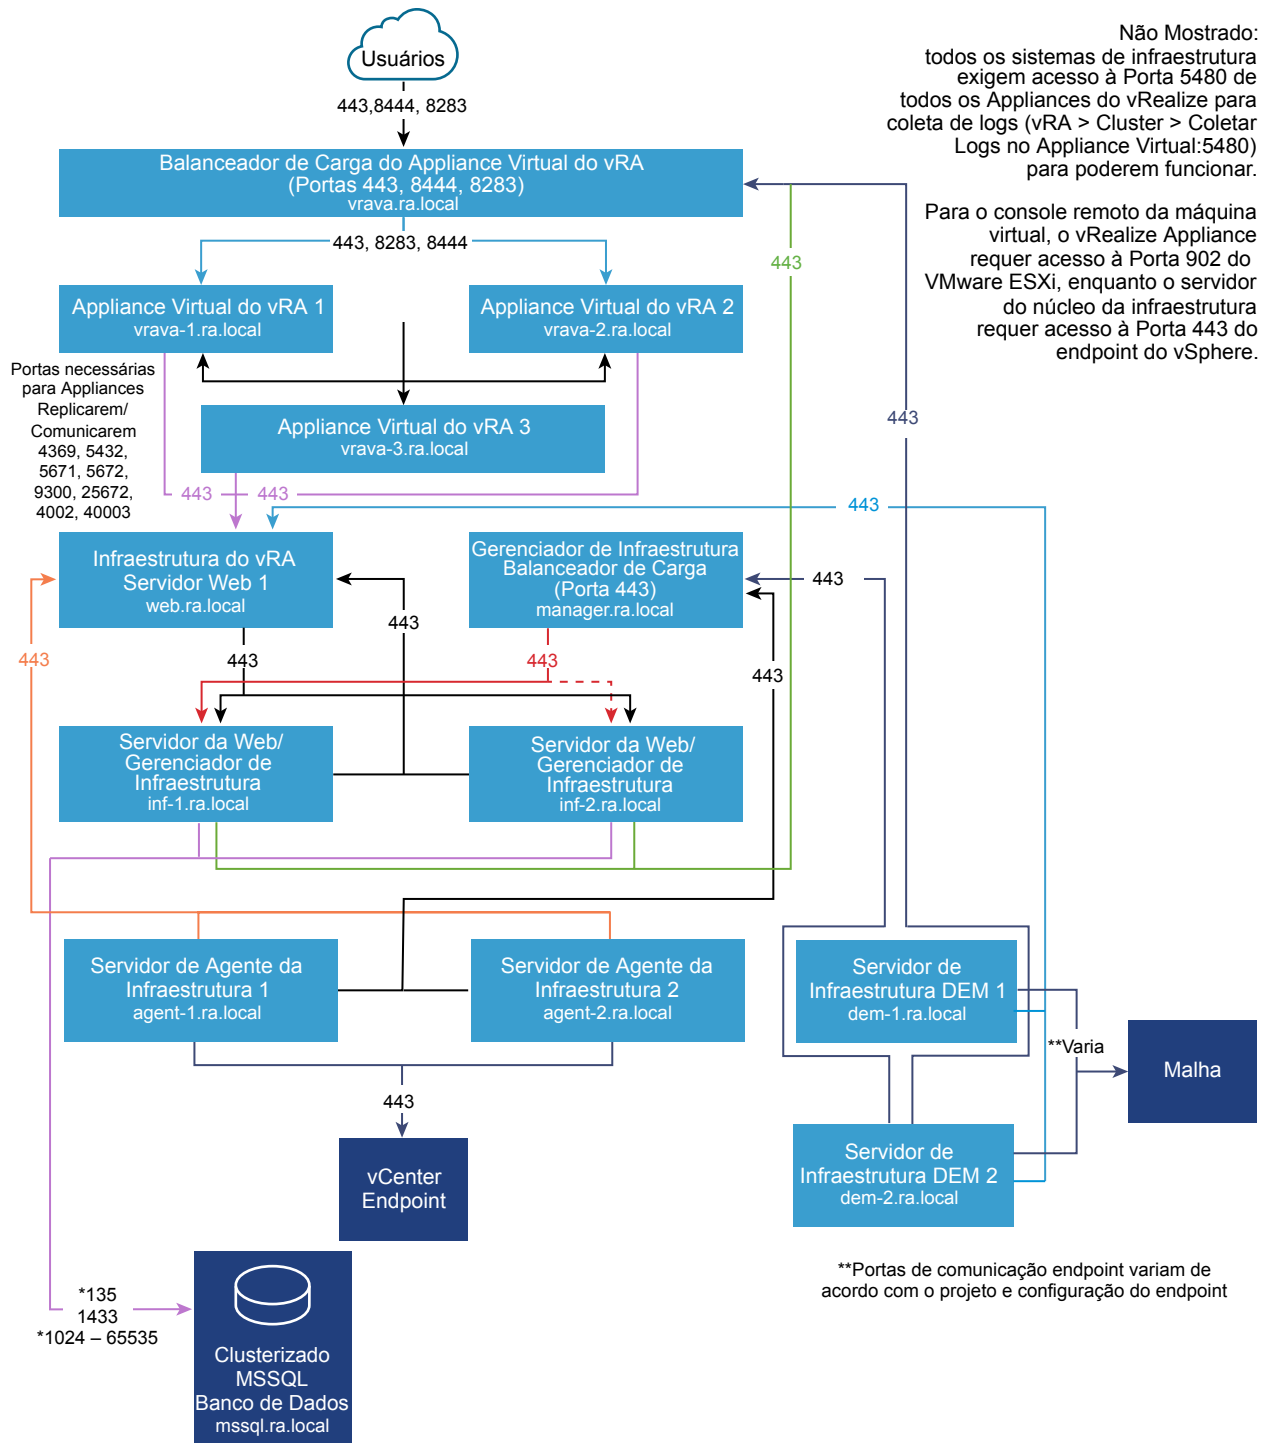 Usuários
443,8444, 8283
Não Mostrado:
todos os sistemas de infraestrutura
exigem acesso à Porta 5480 de
todos os Appliances do vRealize para
coleta de logs (vRA > Cluster > Coletar
Logs no Appliance Virtual:5480)
para poderem funcionar.
Para o console remoto da máquina
virtual, o vRealize Appliance
requer acesso à Porta 902 do
VMware ESXi, enquanto o servidor
do núcleo da infraestrutura
requer acesso à Porta 443 do
endpoint do vSphere.
Balanceador de Carga do Appliance Virtual do vRA
(Portas 443, 8444, 8283)
vrava.ra.local
443, 8283, 8444
443
Appliance Virtual do vRA 1
vrava-1.ra.local
Appliance Virtual do vRA 2
vrava-2.ra.local
Portas necessárias
para Appliances
Replicarem/
Comunicarem
4369, 5432,
5671, 5672,
9300, 25672,
4002, 40003
Appliance Virtual do vRA 3
vrava-3.ra.local
443
443
443
443
Infraestrutura do vRA
Servidor Web 1
web.ra.local
Gerenciador de Infraestrutura
Balanceador de Carga
(Porta 443)
manager.ra.local
443
443
443
443
443
443
Servidor da Web/
Gerenciador de
Infraestrutura
inf-1.ra.local
Servidor da Web/
Gerenciador de
Infraestrutura
inf-2.ra.local
Servidor de Agente da
Infraestrutura 1
agent-1.ra.local
Servidor de Agente da
Infraestrutura 2
agent-2.ra.local
Servidor de
Infraestrutura DEM 1
dem-1.ra.local
**Varia
Malha
443
vCenter
Endpoint
Servidor de
Infraestrutura DEM 2
dem-2.ra.local
**Portas de comunicação endpoint variam de
acordo com o projeto e configuração do endpoint
*135
1433
*1024 – 65535
Clusterizado
MSSQL
Banco de Dados
mssql.ra.local